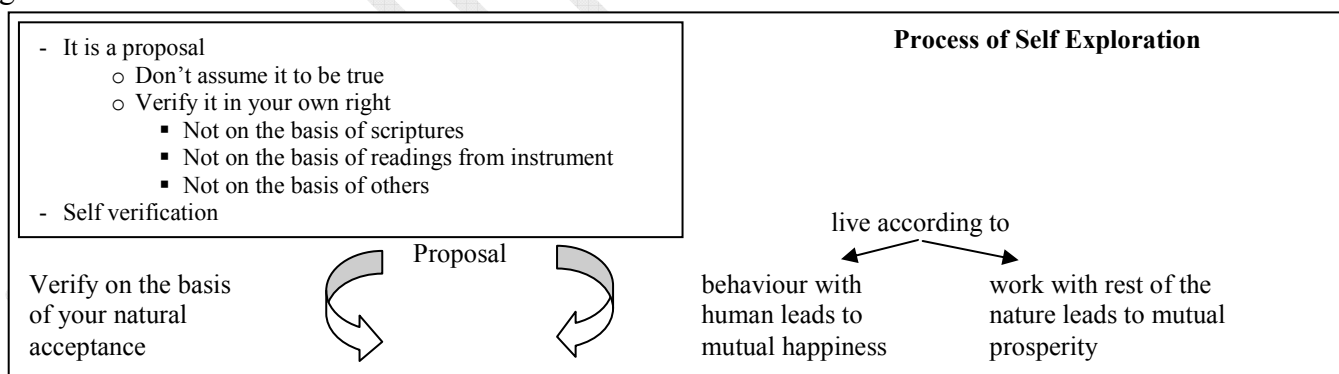 - It is a proposal
o Don't assume it to be true
o Verify it in your own right
▪ Not on the basis of scriptures
▪ Not on the basis of readings from instrument
▪ Not on the basis of others
- Self verification
Process of Self Exploration
Proposal
Verify on the basis
of your natural
acceptance
live according to
behaviour with
human leads to
mutual happiness
work with rest of the
nature leads to mutual
prosperity